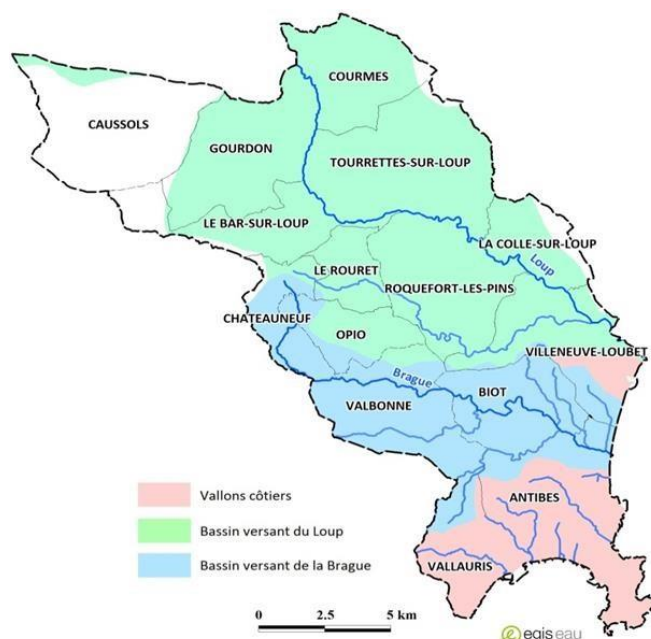 COURMES
CAUSSOLS
GOURDON
TOURRETTES-SUR-LOUP
LE BAR-SUR-LOUP
LA COLLE-SUR-LOUP
Loup
LE ROURET
ROQUEFORT-LES-PINS
CHATEAUNEUF
OPIO
VILLENEUVE-LOUBET
Brague
BIOT
VALBONNE
Vallons côtiers
ANTIBES
Bassin versant du Loup
Bassin versant de la Brague
VALLAURIS
0 2.5 5 km
egis eau